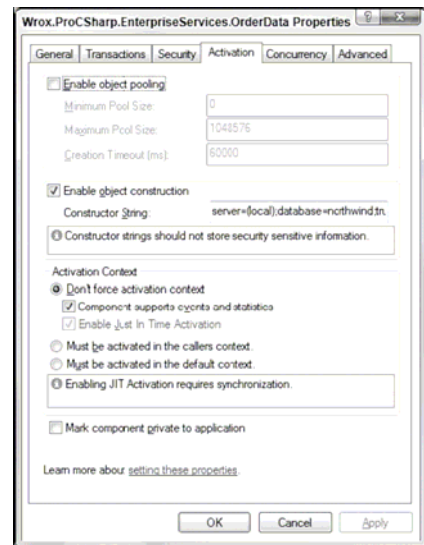 Wrox.ProCSharp.EnterpriseServices.OrderData Properties
General Transactions Security Activation Concurrency Advanced
Enable object pooling
Minimum Pool Size: 0
Maximum Pool Size: 1048576
Creation Timeout (ms): 60000
Enable object construction
Constructor String: server=(local);database=northwind;tru
Constructor strings should not store security sensitive information.
Activation Context
Don't force activation context
Component supports events and statistics
Enable Just In Time Activation
Must be activated in the callers context.
Must be activated in the default context.
Enabling JIT Activation requires synchronization.
Mark component private to application
Learn more about setting these properties.
OK Cancel Apply